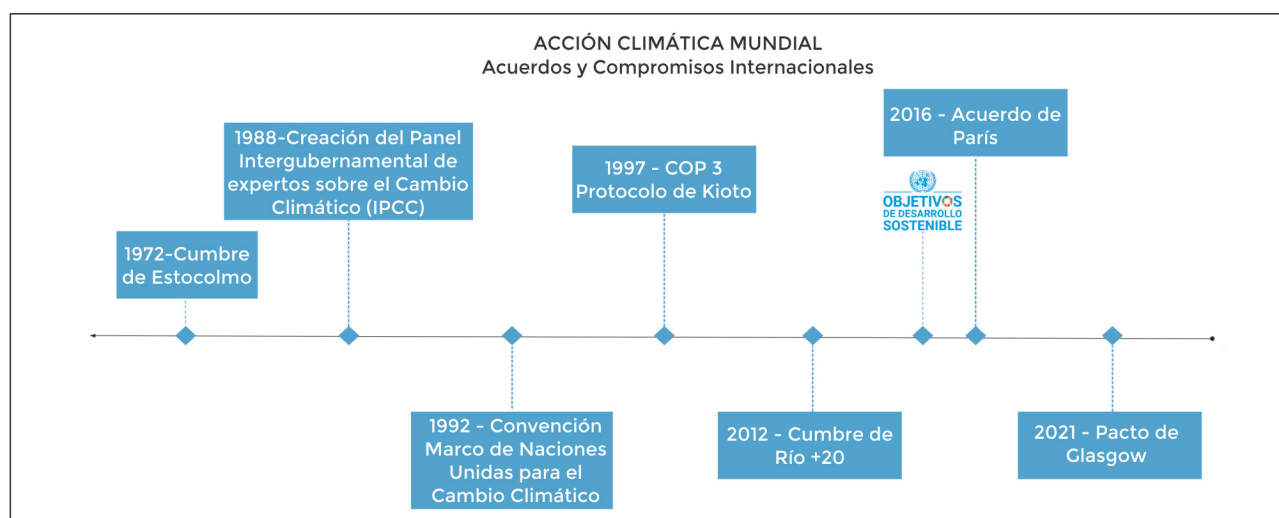 ACCIÓN CLIMÁTICA MUNDIAL
Acuerdos y Compromisos Internacionales
1972-Cumbre
de Estocolmo
1988-Creación del Panel
Intergubernamental de
expertos sobre el Cambio
Climático (IPCC)
1992 - Convención
Marco de Naciones
Unidas para el
Cambio Climático
1997 - COP 3
Protocolo de Kioto
2012 - Cumbre de
Río +20
OBJETIVOS
DE DESARROLLO
SOSTENIBLE
2016 - Acuerdo de
París
2021 - Pacto de
Glasgow